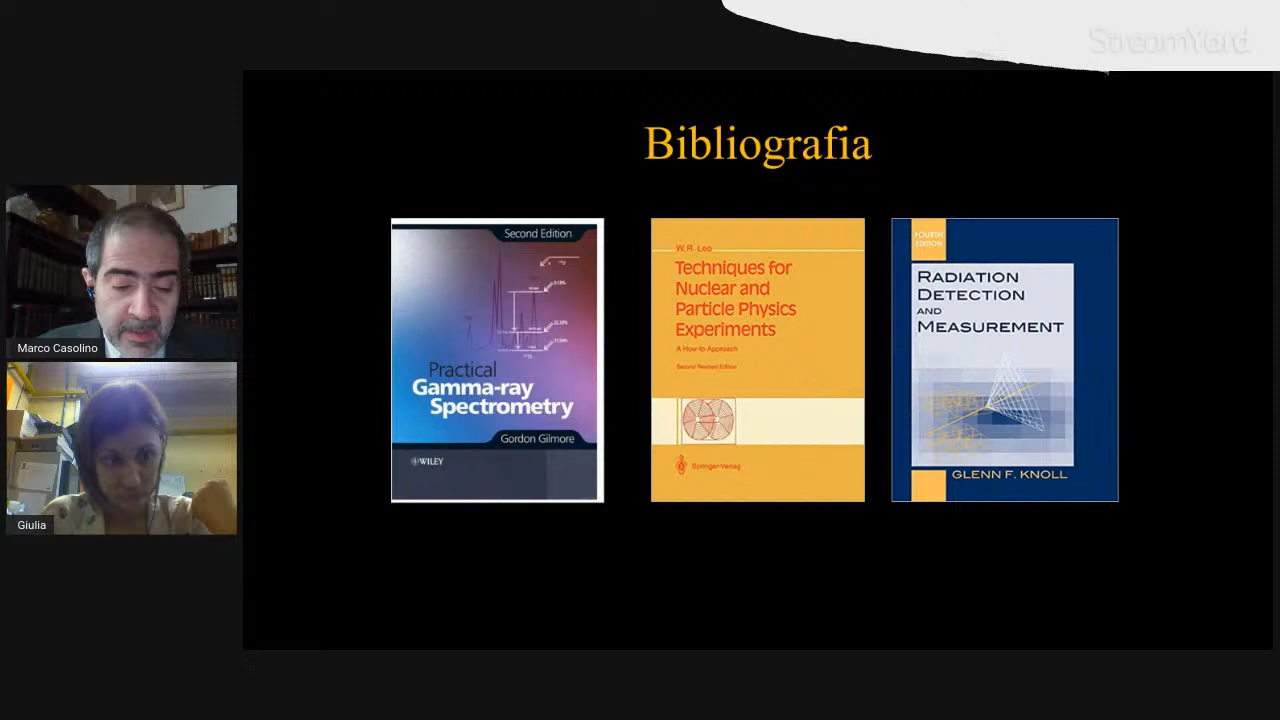 StreamYard
Bibliografia
Marco Casolino
Giulia
Second Edition
Practical
Gamma-ray
Spectrometry
Gordon Gilmore
WILEY
W. R. Leo
Techniques for
Nuclear and
Particle Physics
Experiments
A How-to Approach
Second Revised Edition
Springer-Verlag
FOURTH
EDITION
RADIATION
DETECTION
AND
MEASUREMENT
GLENN F. KNOLL